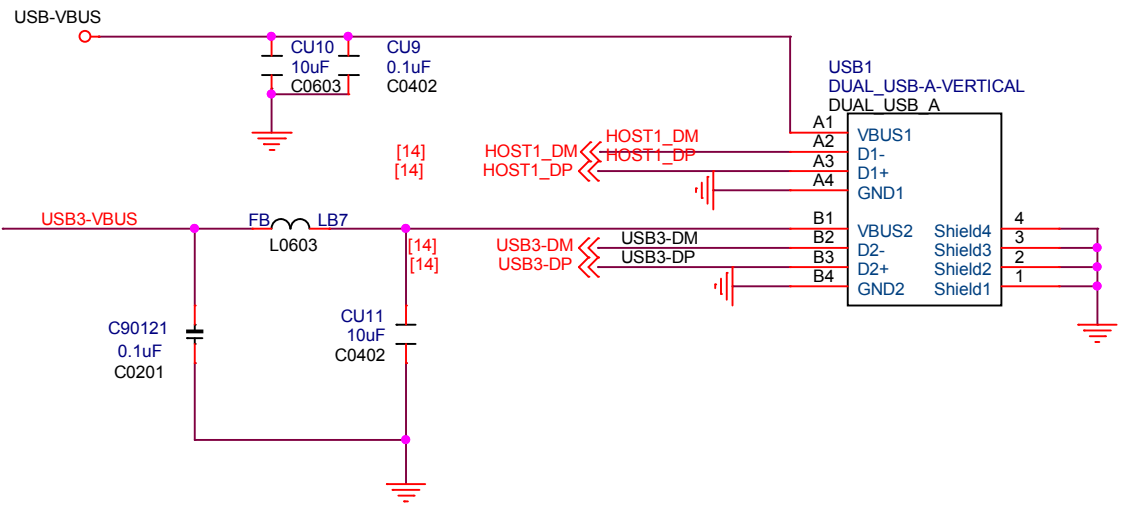 USB-VBUS
CU10
10uF
C0603
CU9
0.1uF
C0402
USB1
DUAL_USB-A-VERTICAL
DUAL_USB_A
A1
VBUS1
[14]
HOST1_DM
HOST1_DM
A2
D1-
[14]
HOST1_DP
HOST1_DP
A3
D1+
A4
GND1
USB3-VBUS
FB
LB7
L0603
B1
VBUS2
Shield4
4
[14]
USB3-DM
USB3-DM
B2
D2-
Shield3
3
[14]
USB3-DP
USB3-DP
B3
D2+
Shield2
2
B4
GND2
Shield1
1
C90121
0.1uF
C0201
CU11
10uF
C0402